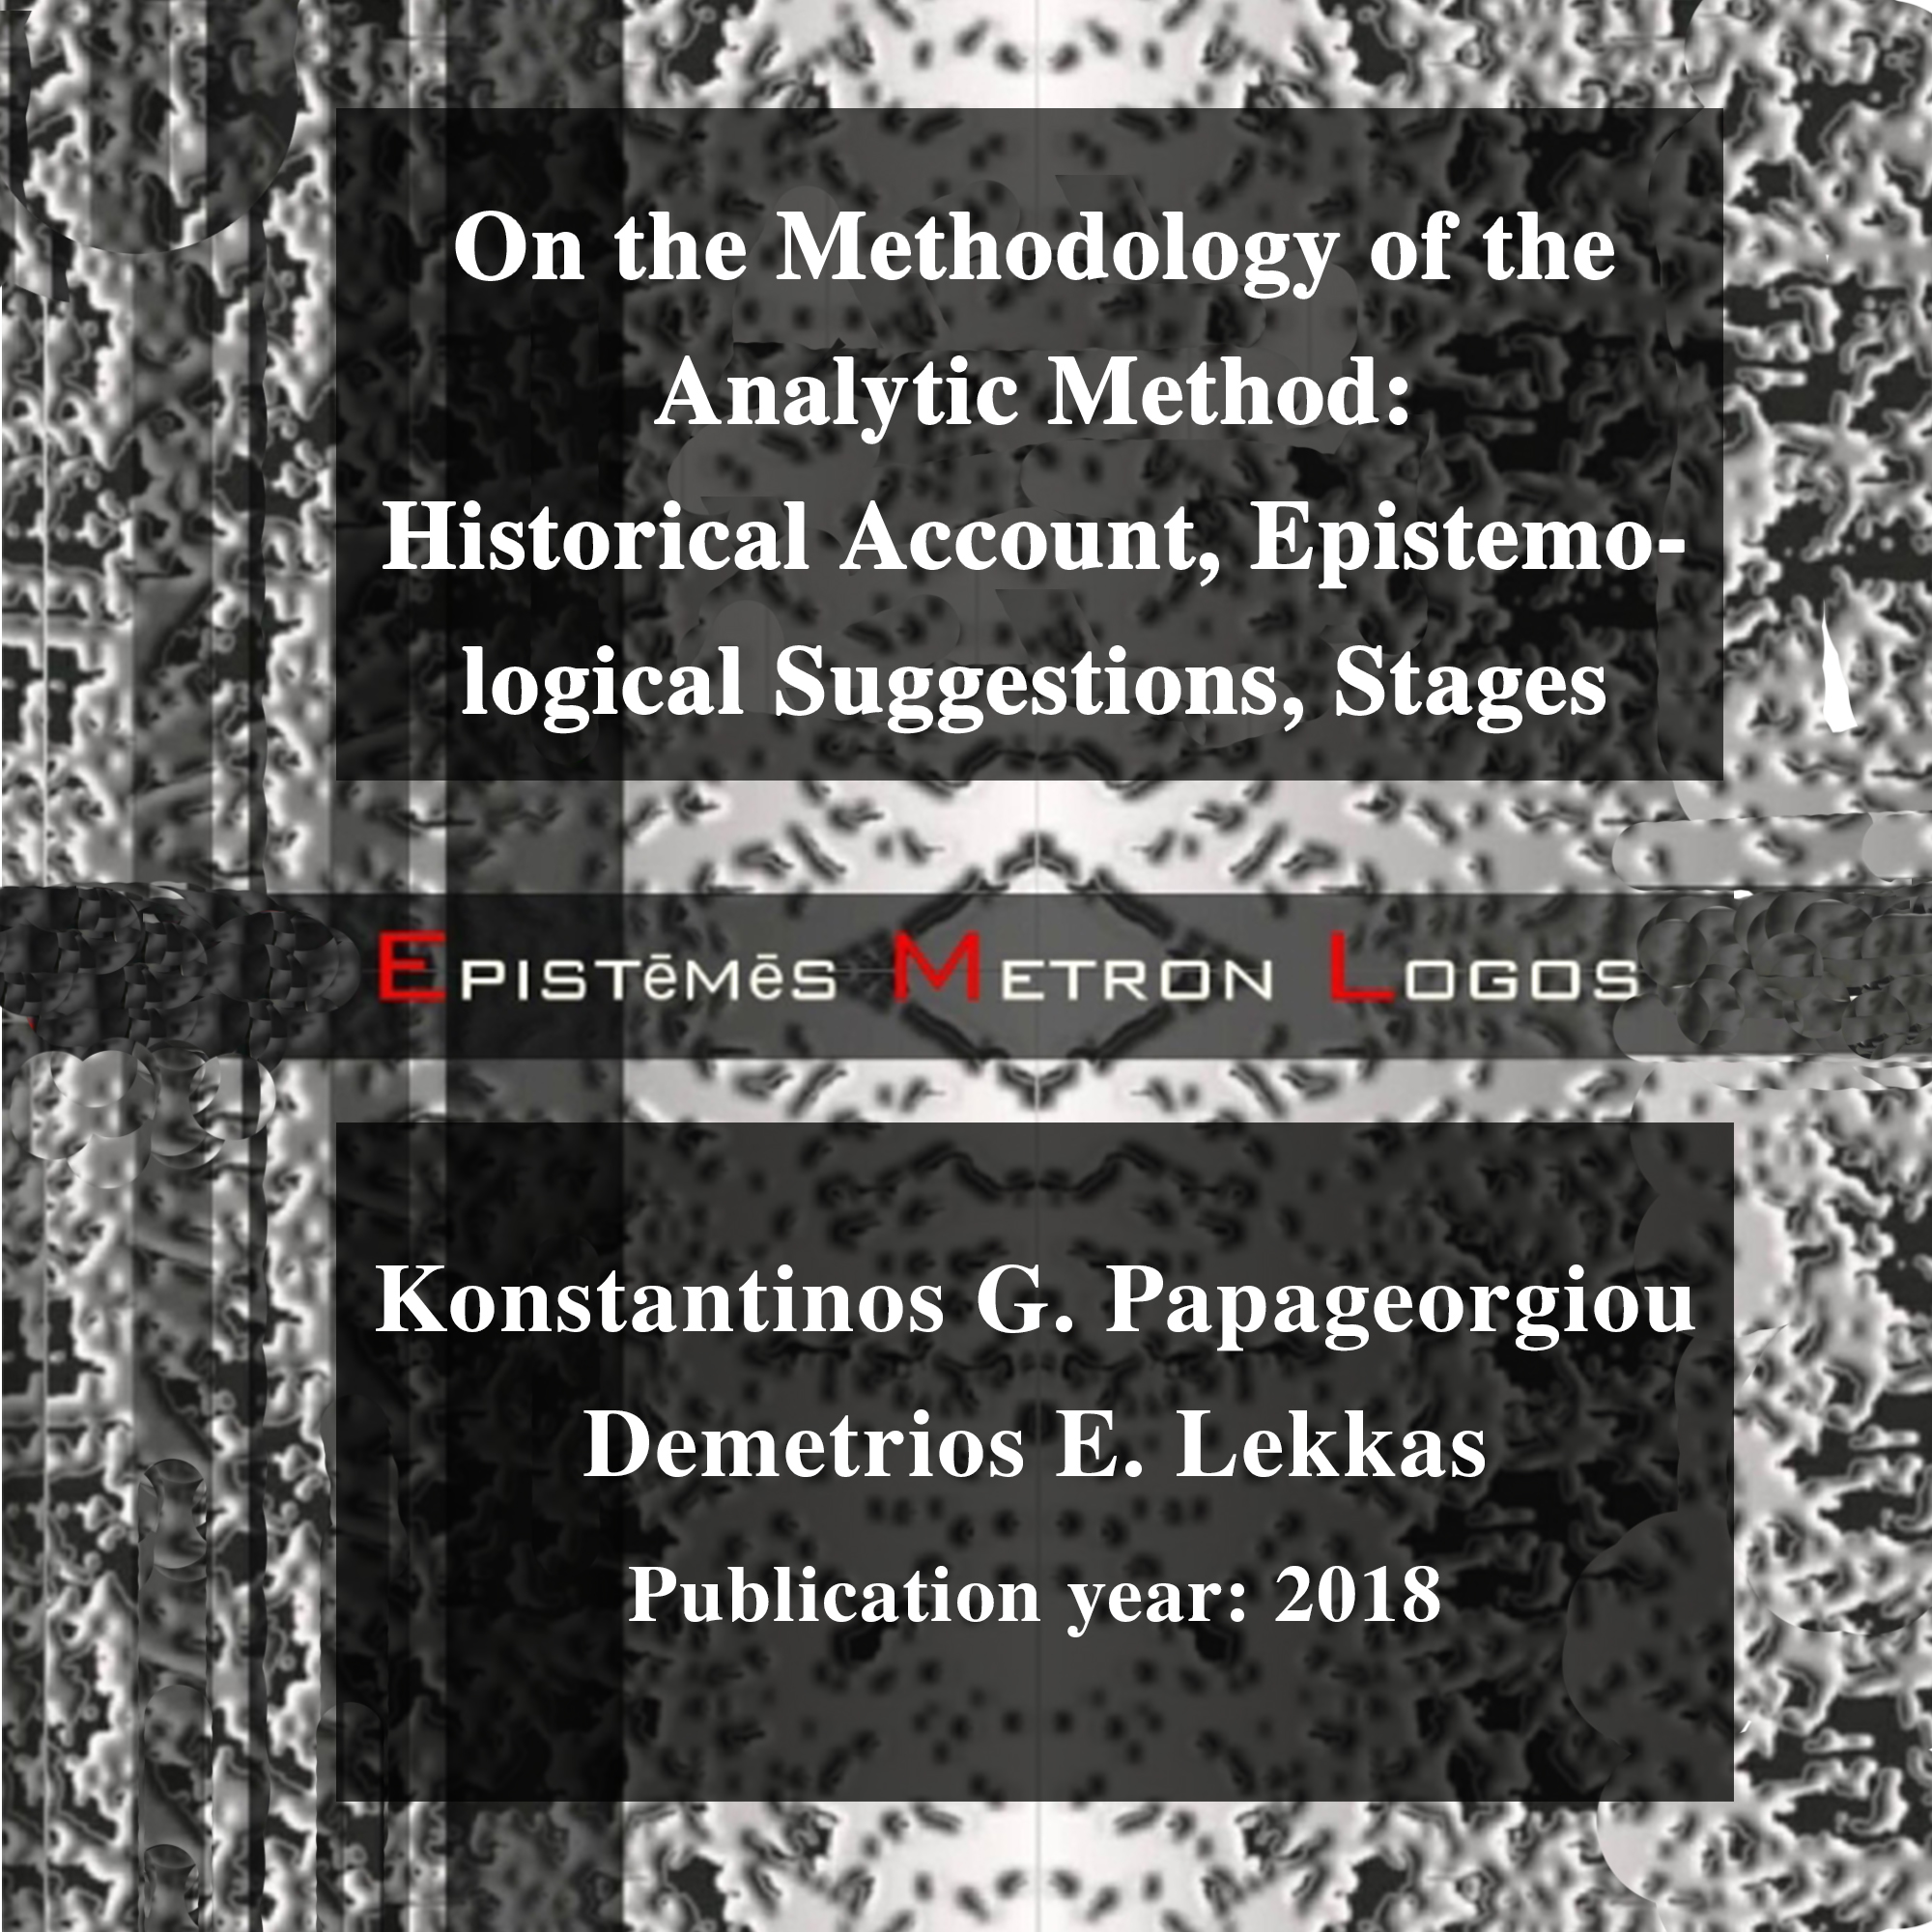 On the Methodology of the
Analytic Method:
Historical Account, Epistemo-
logical Suggestions, Stages
EPISTēMēS METRON LOGOS
Konstantinos G. Papageorgiou
Demetrios E. Lekkas
Publication year: 2018